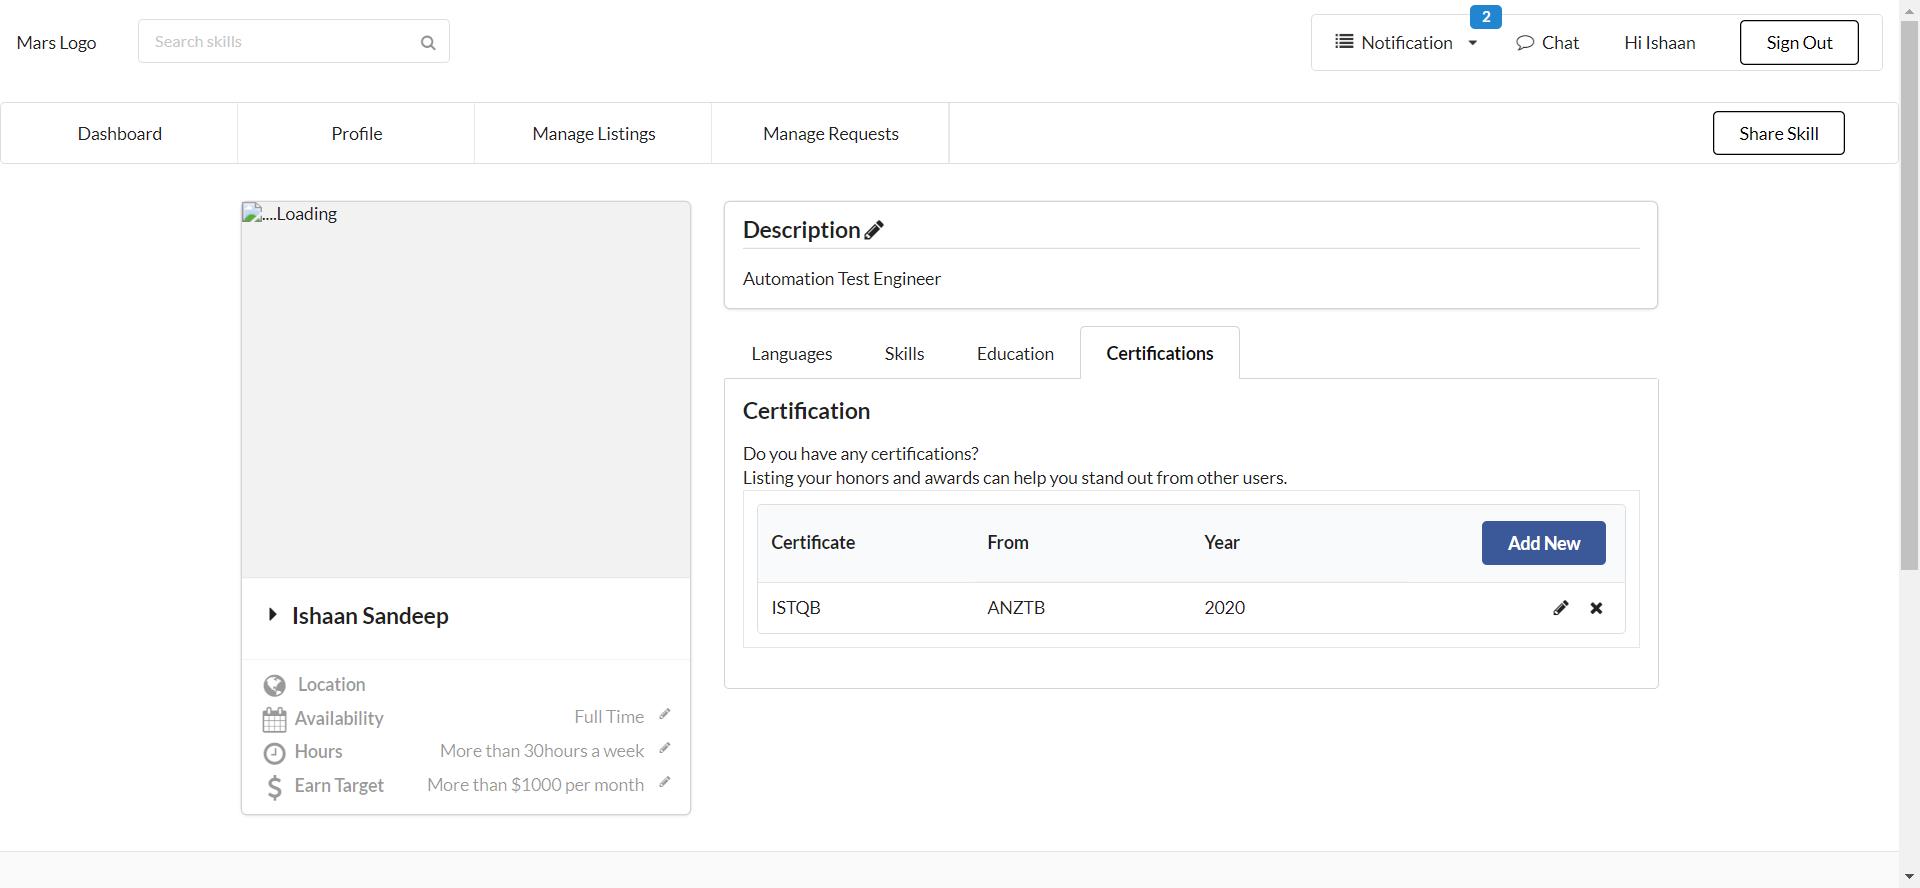 Mars Logo
Search skills
2
Notification
Chat
Hi Ishaan
Sign Out
Dashboard
Profile
Manage Listings
Manage Requests
Share Skill
....Loading
Ishaan Sandeep
Location
Availability Full Time
Hours More than 30hours a week
Earn Target More than $1000 per month
Description
Automation Test Engineer
Languages
Skills
Education
Certifications
Certification
Do you have any certifications?
Listing your honors and awards can help you stand out from other users.
Certificate From Year Add New
ISTQB ANZTB 2020